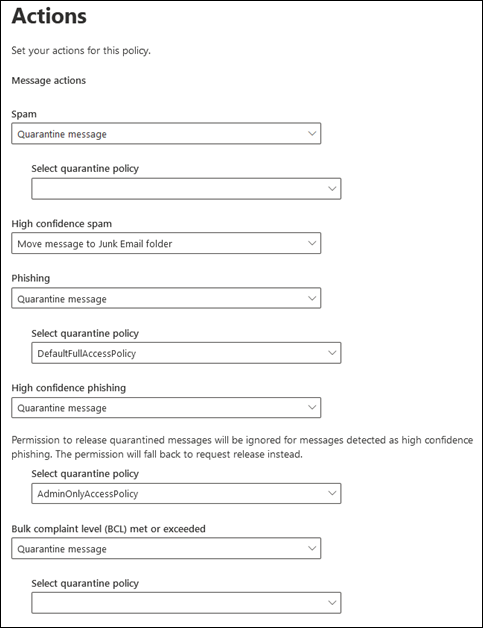 Actions
Set your actions for this policy.
Message actions
Spam
Quarantine message
Select quarantine policy
High confidence spam
Move message to Junk Email folder
Phishing
Quarantine message
Select quarantine policy
DefaultFullAccessPolicy
High confidence phishing
Quarantine message
Permission to release quarantined messages will be ignored for messages detected as high confidence
phishing. The permission will fall back to request release instead.
Select quarantine policy
AdminOnlyAccessPolicy
Bulk complaint level (BCL) met or exceeded
Quarantine message
Select quarantine policy